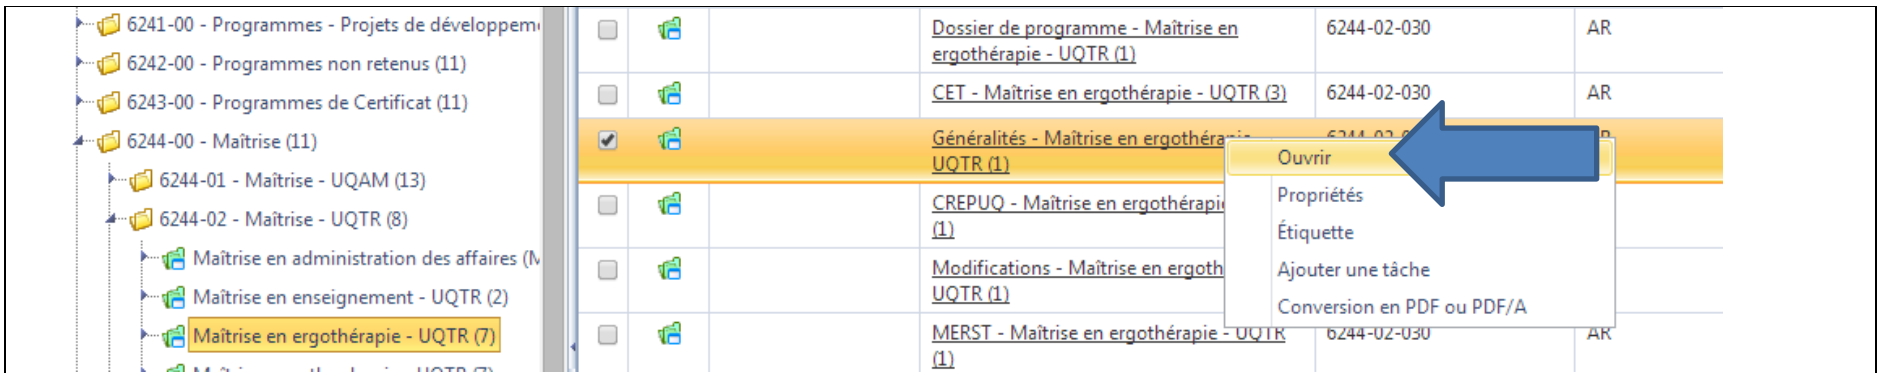 6241-00 - Programmes - Projets de développem
6242-00 - Programmes non retenus (11)
6243-00 - Programmes de Certificat (11)
6244-00 - Maîtrise (11)
6244-01 - Maîtrise - UQAM (13)
6244-02 - Maîtrise - UQTR (8)
Maîtrise en administration des affaires (
Maîtrise en enseignement - UQTR (2)
Maîtrise en ergothérapie - UQTR (7)
Dossier de programme - Maîtrise en 6244-02-030 AR
ergothérapie - UQTR (1)
CET - Maîtrise en ergothérapie - UQTR (3) 6244-02-030 AR
Généralités - Maîtrise en ergothérapie
UQTR (1)
CREPUQ - Maîtrise en ergothérapi
(1)
Modifications - Maîtrise en ergoth
UQTR (1)
MERST - Maîtrise en ergothérapie - UQTR 6244-02-030 AR
(1)
Ouvrir
Propriétés
Étiquette
Ajouter une tâche
Conversion en PDF ou PDF/A